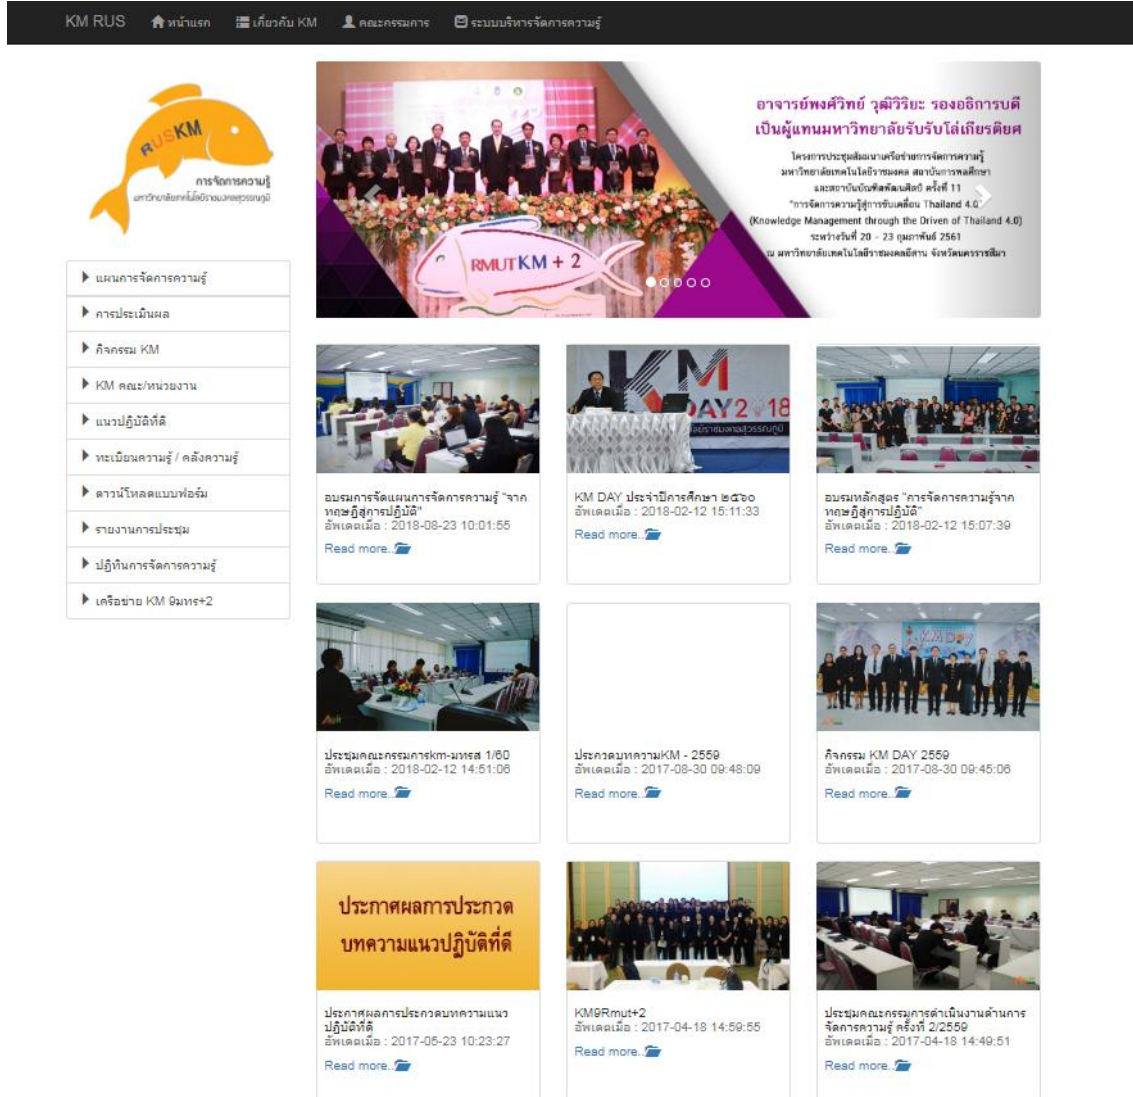 KM RUS
หน้าแรก
เกี่ยวกับ KM
คณะกรรมการ
ระบบบริหารจัดการความรู้
RUSKM
การจัดการความรู้
มหาวิทยาลัยเทคโนโลยีราชมงคลสุวรรณภูมิ
แผนการจัดการความรู้
การประเมินผล
กิจกรรม KM
KM คณะ/หน่วยงาน
แนวปฏิบัติที่ดี
ทะเบียนความรู้ / คลังความรู้
ดาวน์โหลดแบบฟอร์ม
รายงานการประชุม
ปฏิทินการจัดการความรู้
เครือข่าย KM 9มทร+2
RMUTKM + 2
อาจารย์พงศ์วิทย์ วุฒิวิริยะ รองอธิการบดี
เป็นผู้แทนมหาวิทยาลัยรับรับโล่เกียรติยศ
โครงการประชุมสัมมนาเครือข่ายการจัดการความรู้
มหาวิทยาลัยเทคโนโลยีราชมงคล สถาบันการพลศึกษา
และสถาบันบัณฑิตพัฒนศิลป์ ครั้งที่ 11
"การจัดการความรู้สู่การขับเคลื่อน Thailand 4.0"
(Knowledge Management through the Driven of Thailand 4.0)
ระหว่างวันที่ 20 - 23 กุมภาพันธ์ 2561
ณ มหาวิทยาลัยเทคโนโลยีราชมงคลอีสาน จังหวัดนครราชสีมา
อบรมการจัดแผนการจัดการความรู้ "จาก
ทฤษฎีสู่การปฏิบัติ"
อัพเดตเมื่อ : 2018-08-23 10:01:55
Read more..
KM
DAY2018
KM DAY ประจำปีการศึกษา ๒๕๖๐
อัพเดตเมื่อ : 2018-02-12 15:11:33
Read more..
อบรมหลักสูตร "การจัดการความรู้จาก
ทฤษฎีสู่การปฏิบัติ"
อัพเดตเมื่อ : 2018-02-12 15:07:39
Read more..
ประชุมคณะกรรมการkm-มทรส 1/60
อัพเดตเมื่อ : 2018-02-12 14:51:06
Read more..
ประกวดบทความKM - 2559
อัพเดตเมื่อ : 2017-08-30 09:48:09
Read more..
KM Day
กิจกรรม KM DAY 2559
อัพเดตเมื่อ : 2017-08-30 09:45:06
Read more..
ประกาศผลการประกวด
บทความแนวปฏิบัติที่ดี
ประกาศผลการประกวดบทความแนว
ปฏิบัติที่ดี
อัพเดตเมื่อ : 2017-05-23 10:23:27
Read more..
KM9Rmut+2
อัพเดตเมื่อ : 2017-04-18 14:59:55
Read more..
ประชุมคณะกรรมการดำเนินงานด้านการ
จัดการความรู้ ครั้งที่ 2/2559
อัพเดตเมื่อ : 2017-04-18 14:49:51
Read more..